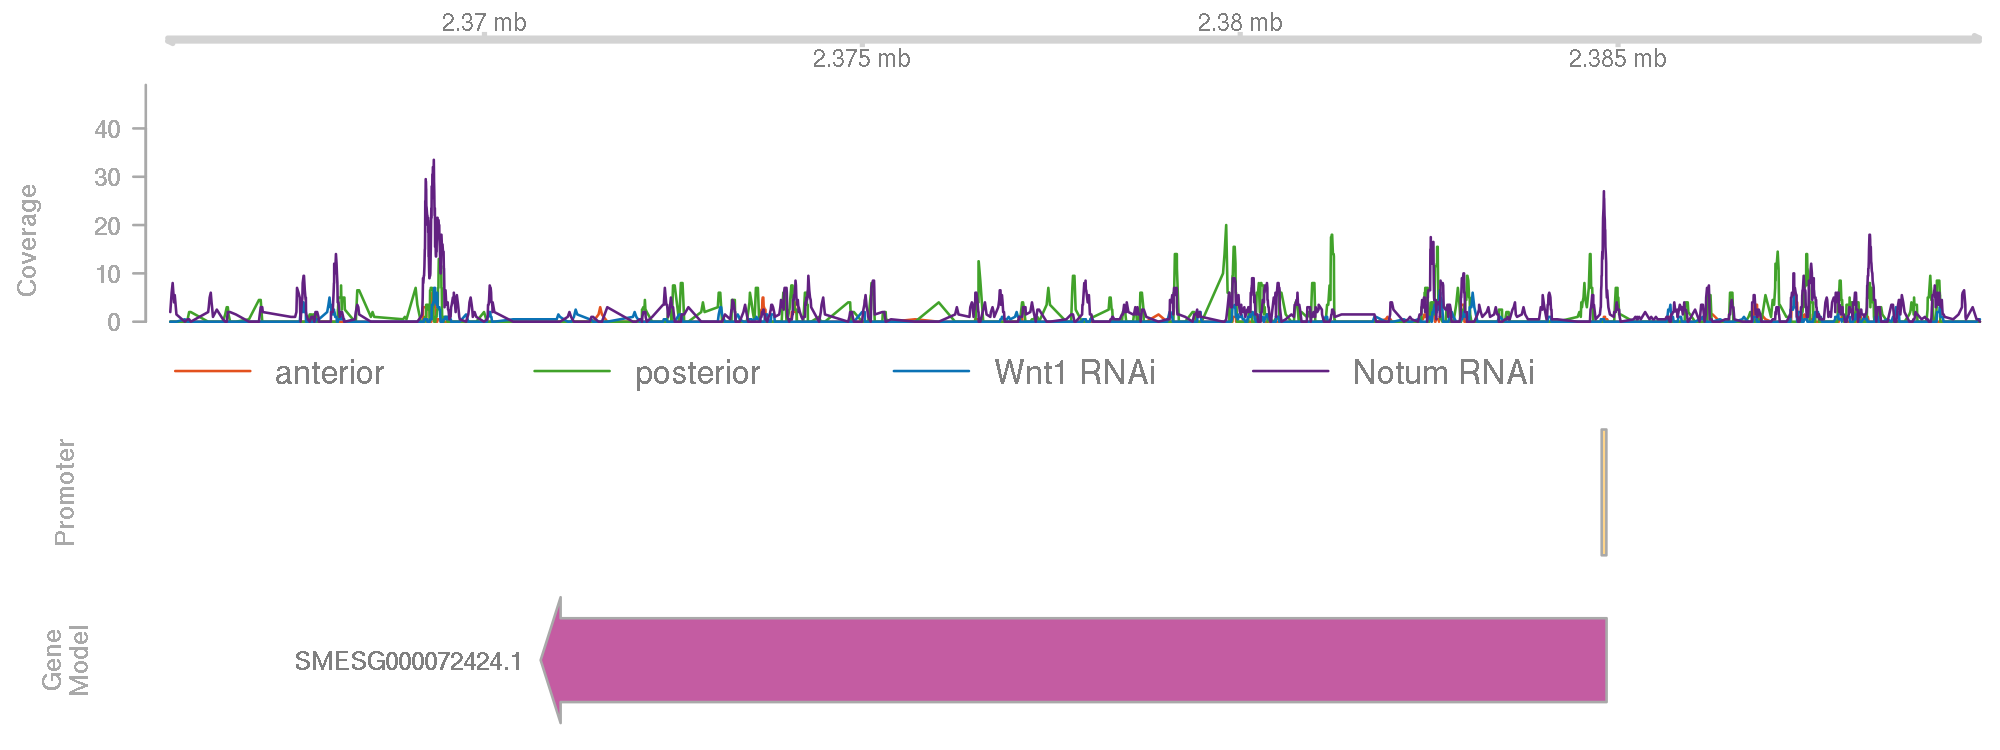 2.37 mb
2.38 mb
2.375 mb
2.385 mb
Coverage
40
30
20
10
0
anterior
posterior
Wnt1 RNAi
Notum RNAi
Promoter
Gene
Model
SMESG000072424.1